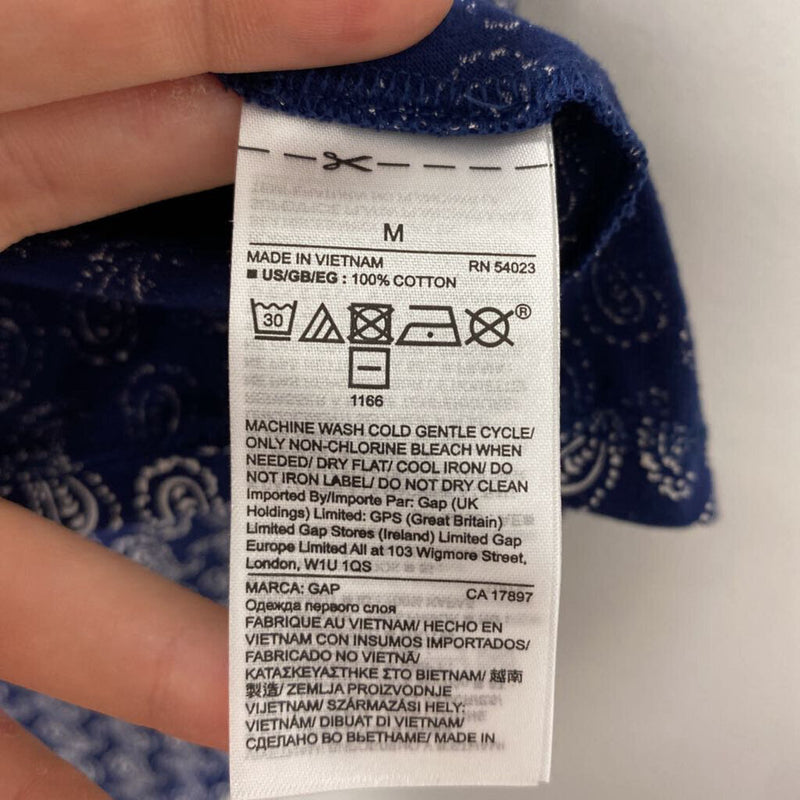 M
MADE IN VIETNAM RN 54023
■ US/GB/EG : 100% COTTON
30 ®
1166
MACHINE WASH COLD GENTLE CYCLE/
ONLY NON-CHLORINE BLEACH WHEN
NEEDED/ DRY FLAT/ COOL IRON/ DO
NOT IRON LABEL/ DO NOT DRY CLEAN
Imported By/Importe Par: Gap (UK
Holdings) Limited: GPS (Great Britain)
Limited Gap Stores (Ireland) Limited Gap
Europe Limited All at 103 Wigmore Street,
London, W1U 1QS
MARCA: GAP CA 17897
Одежда первого слоя
FABRIQUE AU VIETNAM/ HECHO EN
VIETNAM CON INSUMOS IMPORTADOS/
FABRICADO NO VIETNÃ/
ΚΑΤΑΣΚΕΥΑΣΤΗΚΕ ΣΤΟ ΒΙΕΤΝΑΜ/ 越南
製造/ ZEMLJA PROIZVODNJE
VIJETNAM/ SZÁRMAZÁSI HELY:
VIETNÁM/ DIBUAT DI VIETNAM/
СДЕЛАНО ВО ВЬЕТНАМЕ/ MADE IN